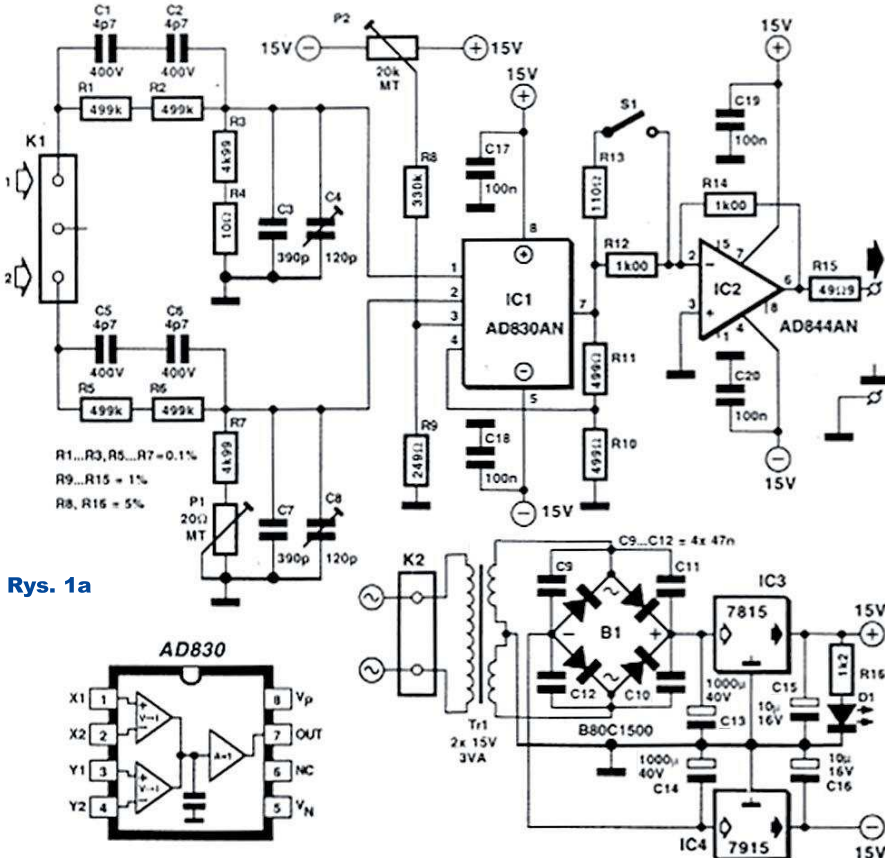 C1
4p7
400V
C2
4p7
400V
R1
499k
R2
499k
K1
1
2
R3
4k99
R4
10Ω
C3
390p
C4
120p
P2
15V
15V
20k
MT
R8
330k
C5
4p7
400V
C6
4p7
400V
R5
499k
R6
499k
R7
4k99
P1
20Ω
MT
C7
390p
C8
120p
R9
249Ω
R1...R3, R5...R7=0.1%
R9...R15 = 1%
R8, R16 = 5%
15V
C17
100n
8
1
2
3
4
IC1
AD830AN
7
5
C18
100n
15V
S1
R13
110Ω
R12
1k00
R11
499Ω
R10
499Ω
15V
C19
100n
R14
1k00
2
3
5
7
6
8
4
1
IC2
AD844AN
R15
49Ω9
C20
100n
15V
Rys. 1a
K2
Tr1
2x 15V
3VA
C9...C12 = 4x 47n
C9
C11
B1
C12
C10
B80C1500
IC3
7815
15V
1000µ
40V
C13
C15
10µ
16V
R16
1k2
D1
1000µ
40V
C14
10µ
16V
C16
IC4
7915
15V
AD830
X1
1
X2
2
Y1
3
Y2
4
V→I
V→I
A=1
8
VP
7
OUT
6
NC
5
VN